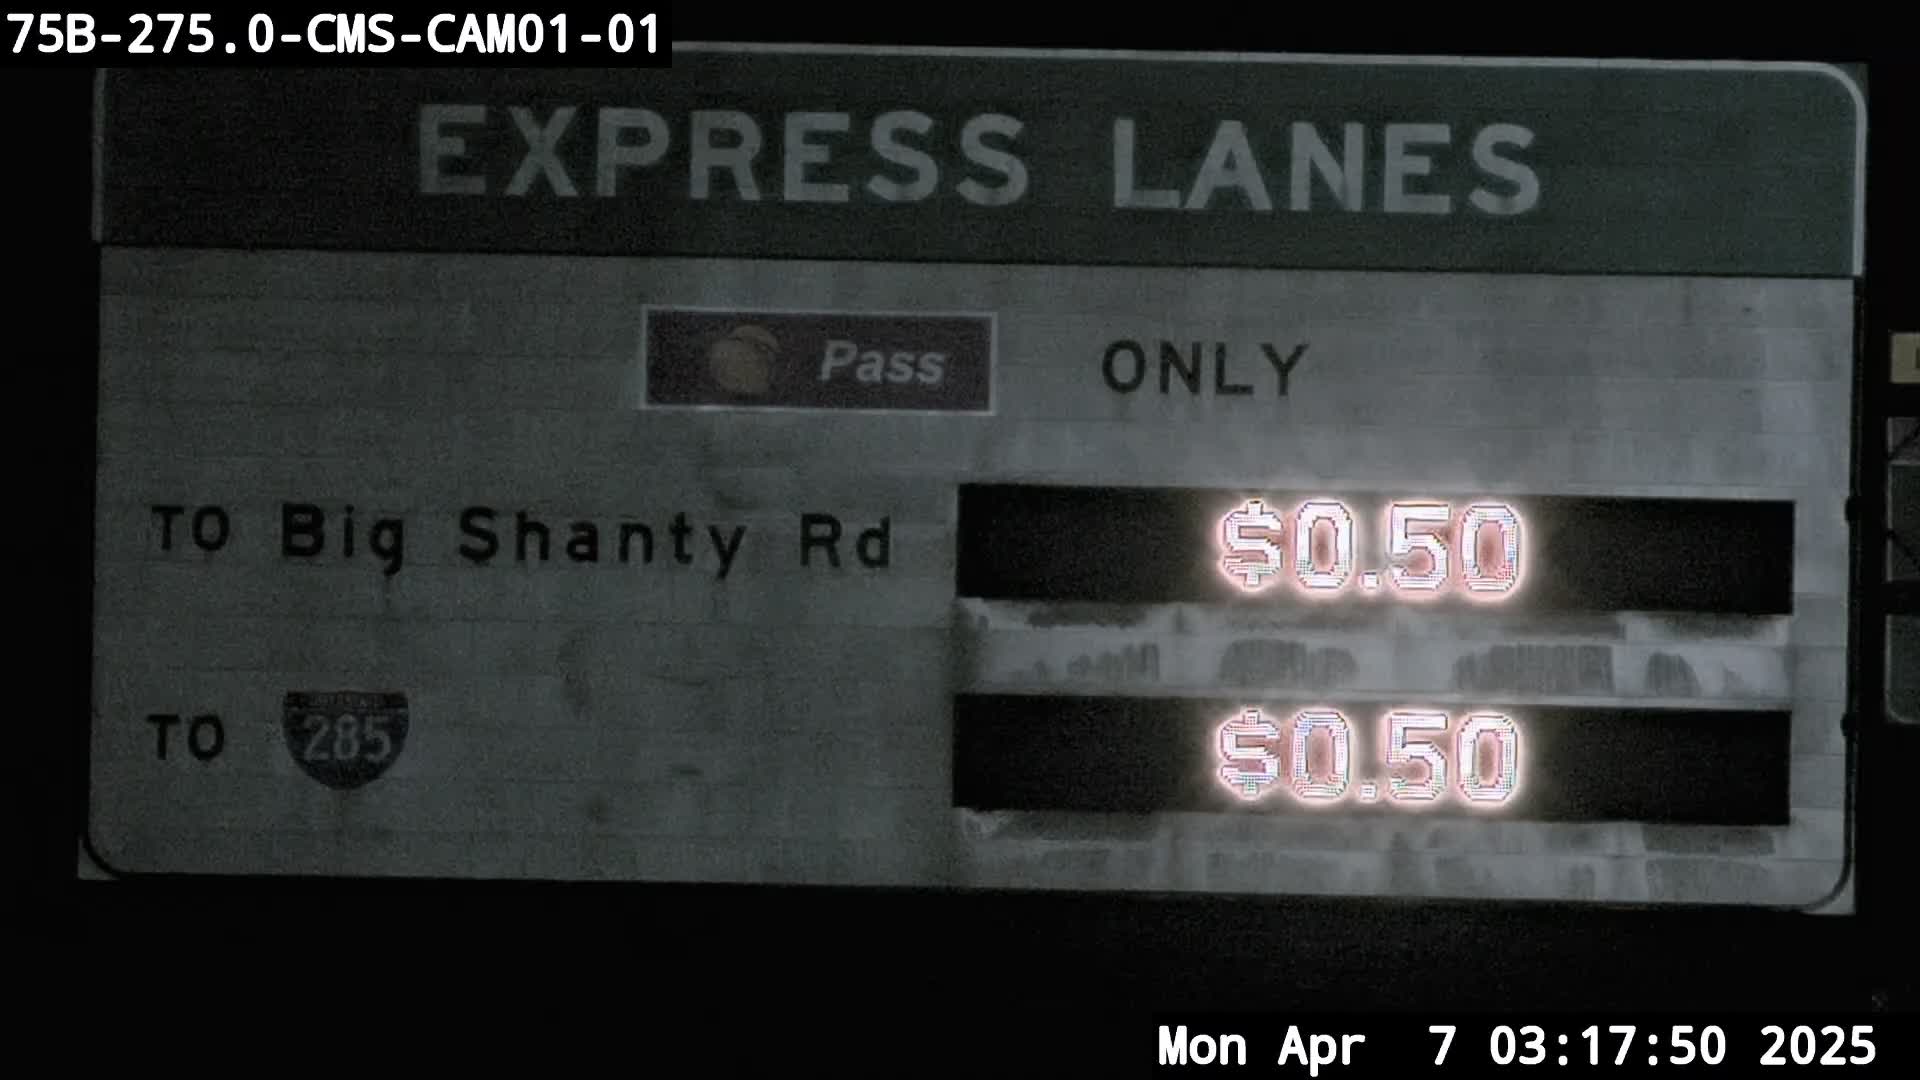 75B-275.0-CMS-CAM01-01
EXPRESS LANES
Pass ONLY
TO Big Shanty Rd $0.50
TO 285 $0.50
Mon Apr 7 03:17:50 2025